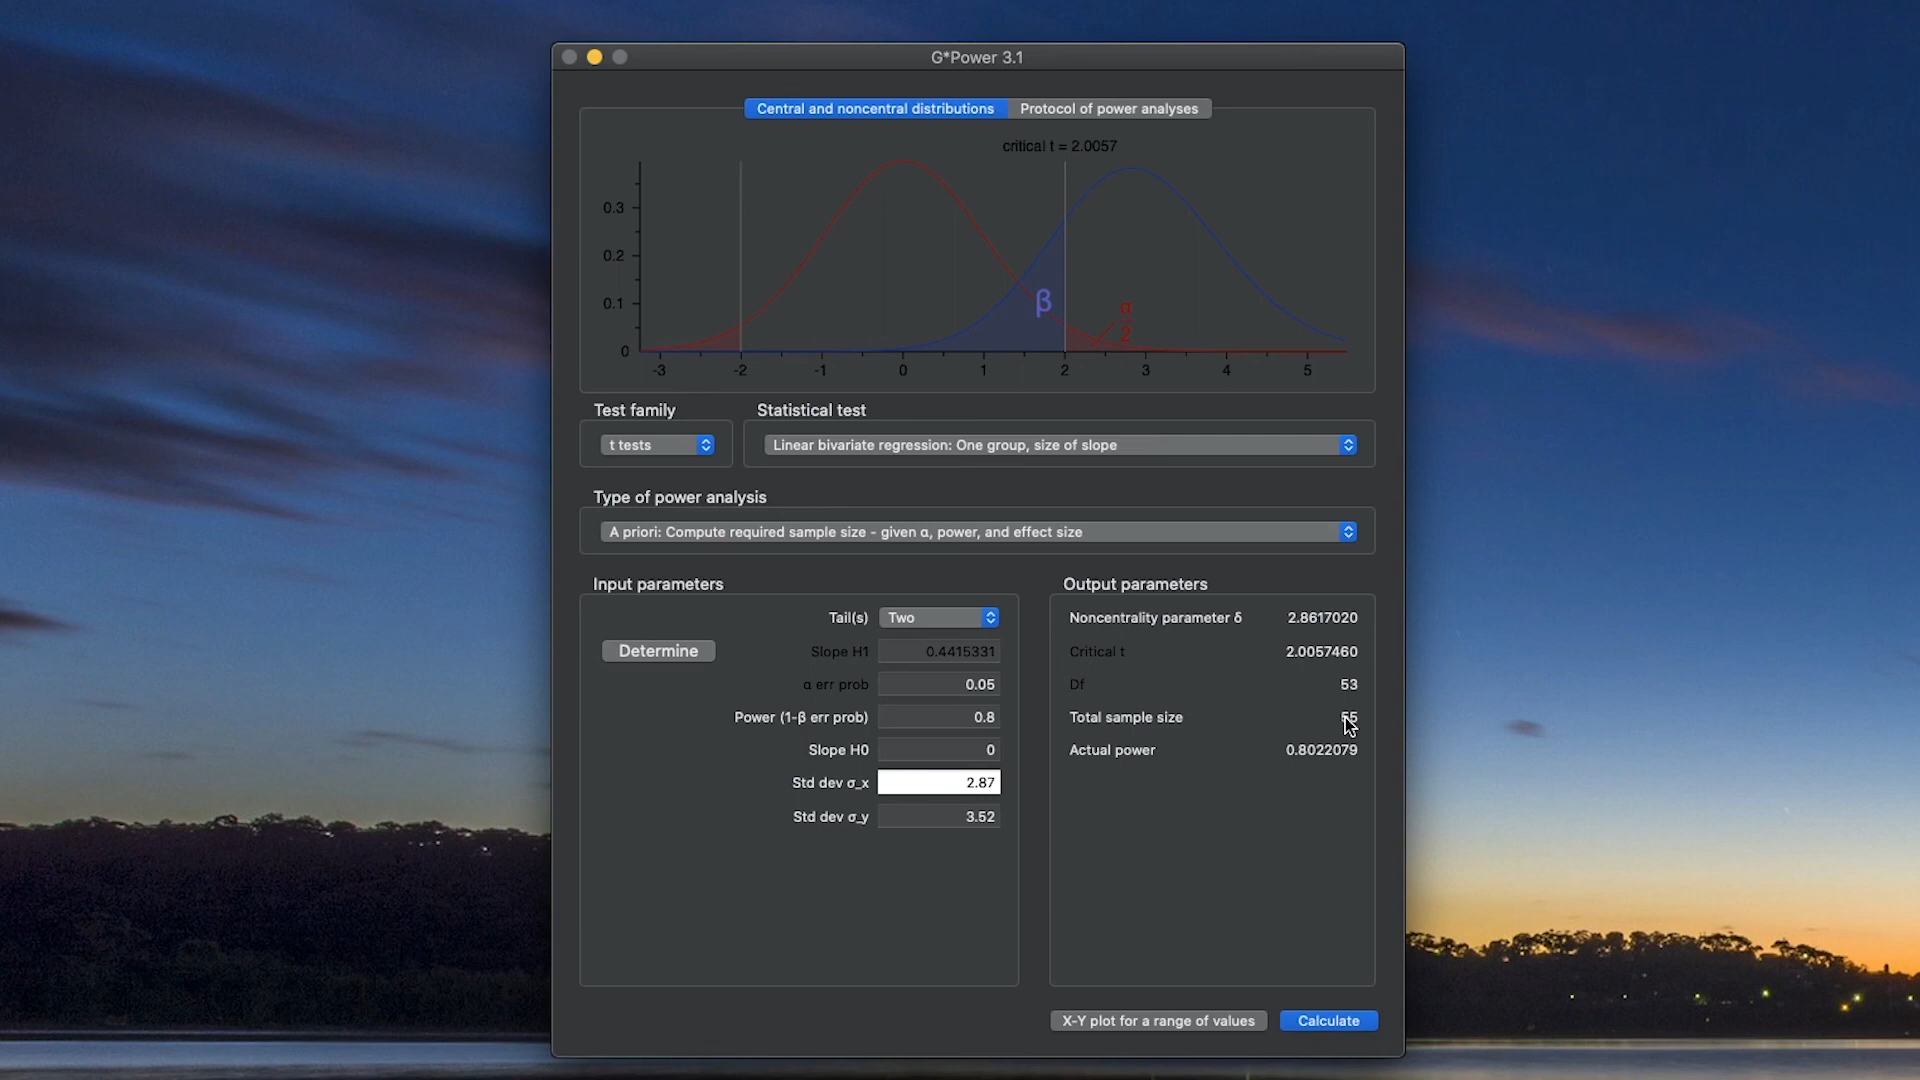 G*Power 3.1
Central and noncentral distributions Protocol of power analyses
critical t = 2.0057
0.3
0.2
0.1
0
β
α
2
-3 -2 -1 0 1 2 3 4 5
Test family Statistical test
t tests Linear bivariate regression: One group, size of slope
Type of power analysis
A priori: Compute required sample size - given α, power, and effect size
Input parameters Output parameters
Tail(s) Two Noncentrality parameter δ 2.8617020
Determine Slope H1 0.4415331 Critical t 2.0057460
α err prob 0.05 Df 53
Power (1-β err prob) 0.8 Total sample size 55
Slope H0 0 Actual power 0.8022079
Std dev σ_x 2.87
Std dev σ_y 3.52
X-Y plot for a range of values Calculate